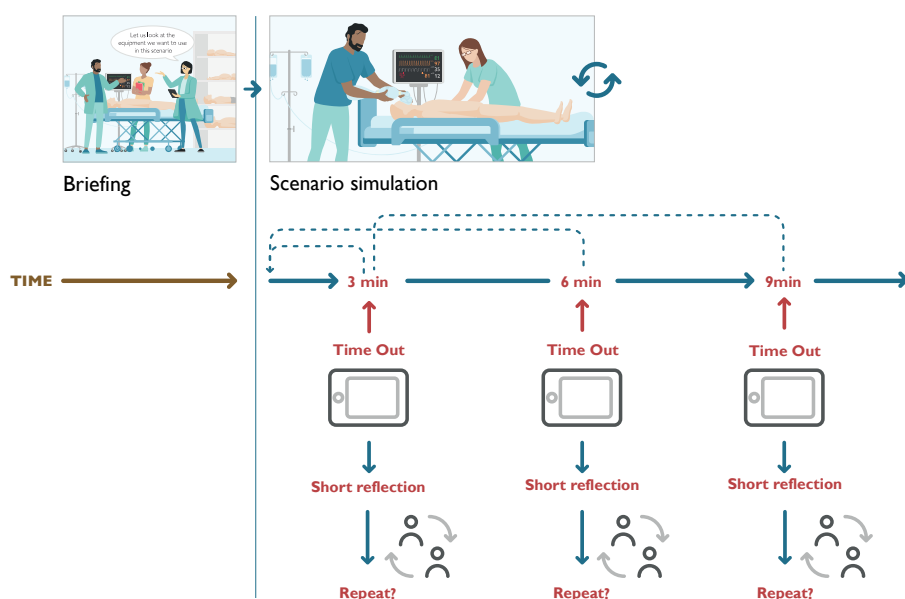 Let us look at the
equipment we want to use
in this scenario
Briefing
Scenario simulation
TIME
3 min
6 min
9min
Time Out
Time Out
Time Out
Short reflection
Short reflection
Short reflection
Repeat?
Repeat?
Repeat?